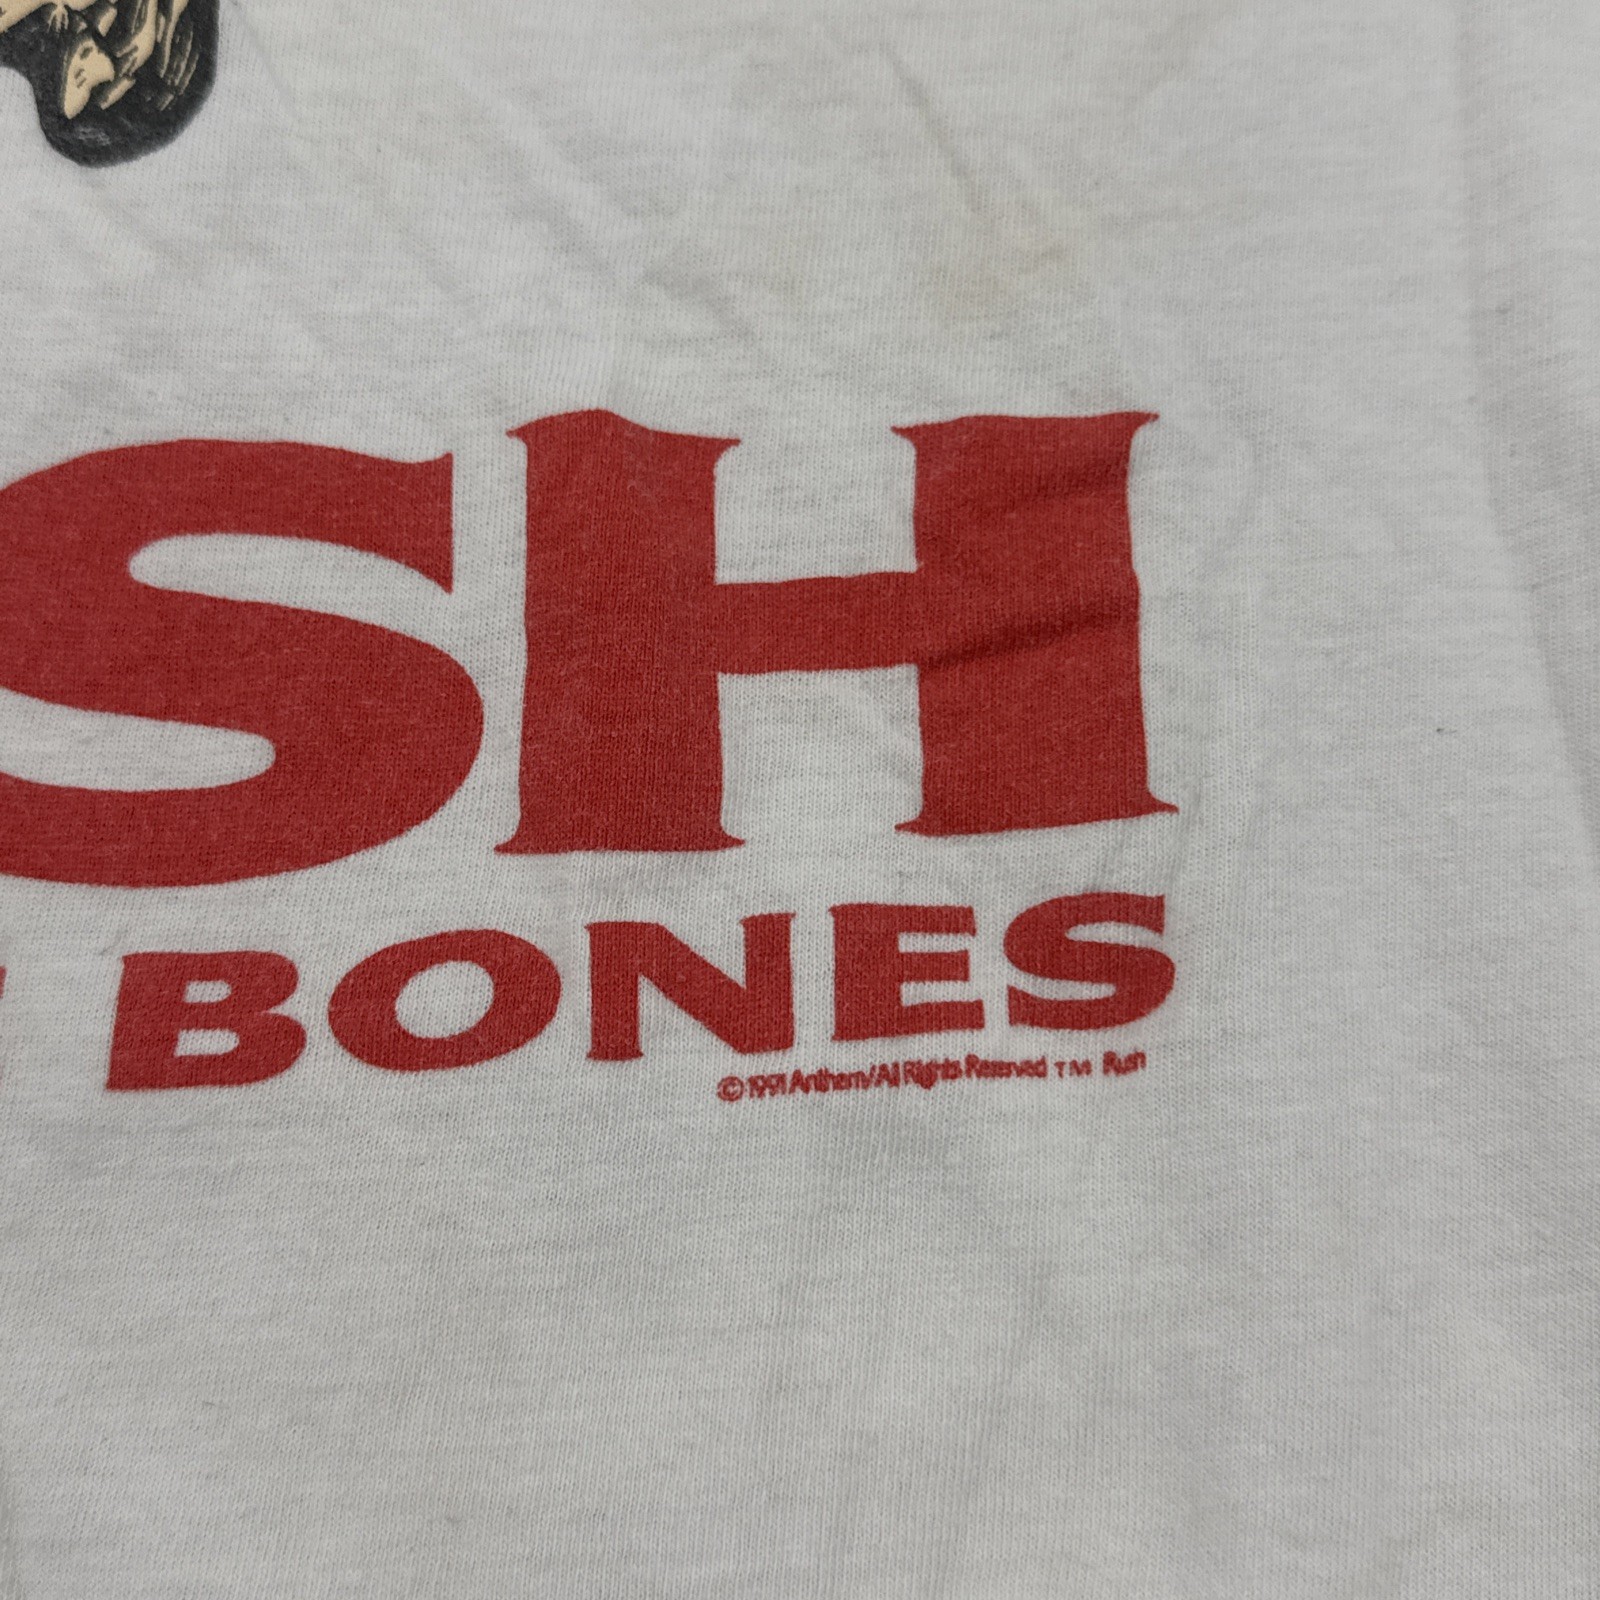 SH
BONES
©1991 Anthem/All Rights Reserved TM Rush